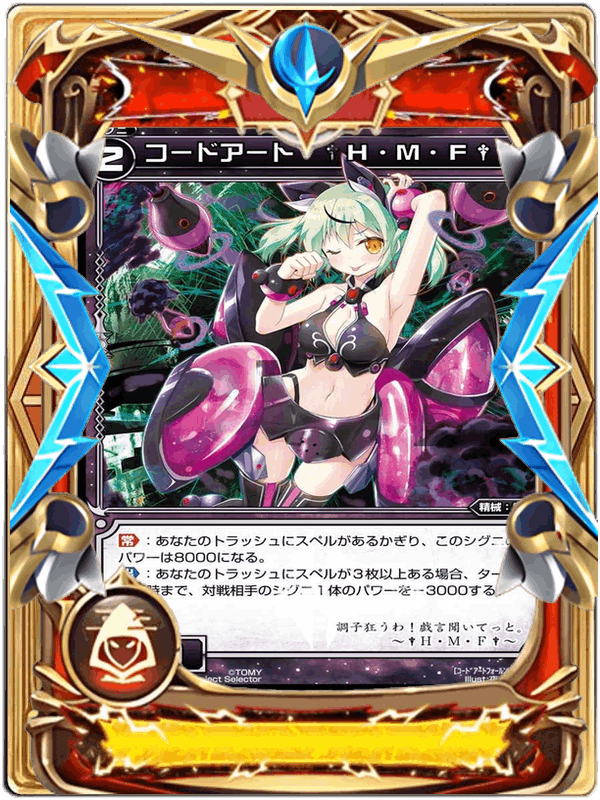 2 コードアート †H・M・F†
精械:
常:あなたのトラッシュにスペルがあるかぎり、このシグニの
パワーは8000になる。
:あなたのトラッシュにスペルが3枚以上ある場合、ター
時まで、対戦相手のシグニ1体のパワーを-3000する
調子狂うわ!戯言聞いてっと。
～†H・M・F†～
©TOMY
lect Selector
Illust: